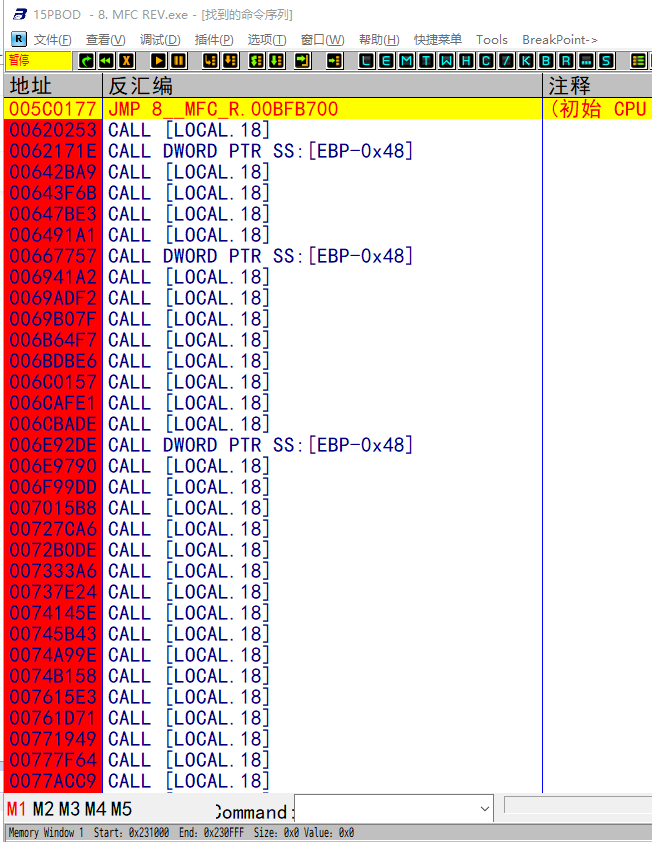 15PBOD - 8. MFC REV.exe - [找到的命令序列]
R 文件(F) 查看(V) 调试(D) 插件(P) 选项(T) 窗口(W) 帮助(H) 快捷菜单 Tools BreakPoint->
暂停 L E M T W H C / K B R ... S
地址 反汇编 注释
005C0177 JMP 8__MFC_R.00BFB700 (初始 CPU
00620253 CALL [LOCAL.18]
0062171E CALL DWORD PTR SS:[EBP-0x48]
00642BA9 CALL [LOCAL.18]
00643F6B CALL [LOCAL.18]
00647BE3 CALL [LOCAL.18]
006491A1 CALL [LOCAL.18]
00667757 CALL DWORD PTR SS:[EBP-0x48]
006941A2 CALL [LOCAL.18]
0069ADF2 CALL [LOCAL.18]
0069B07F CALL [LOCAL.18]
006B64F7 CALL [LOCAL.18]
006BDBE6 CALL [LOCAL.18]
006C0157 CALL [LOCAL.18]
006CAFE1 CALL [LOCAL.18]
006CBADE CALL [LOCAL.18]
006E92DE CALL DWORD PTR SS:[EBP-0x48]
006E9790 CALL [LOCAL.18]
006F99DD CALL [LOCAL.18]
007015B8 CALL [LOCAL.18]
00727CA6 CALL [LOCAL.18]
0072B0DE CALL [LOCAL.18]
007333A6 CALL [LOCAL.18]
00737E24 CALL [LOCAL.18]
0074145E CALL [LOCAL.18]
00745B43 CALL [LOCAL.18]
0074A99E CALL [LOCAL.18]
0074B158 CALL [LOCAL.18]
007615E3 CALL [LOCAL.18]
00761D71 CALL [LOCAL.18]
00771949 CALL [LOCAL.18]
00777F64 CALL [LOCAL.18]
0077ACC9 CALL [LOCAL.18]
M1 M2 M3 M4 M5 Command:
Memory Window 1 Start: 0x231000 End: 0x230FFF Size: 0x0 Value: 0x0